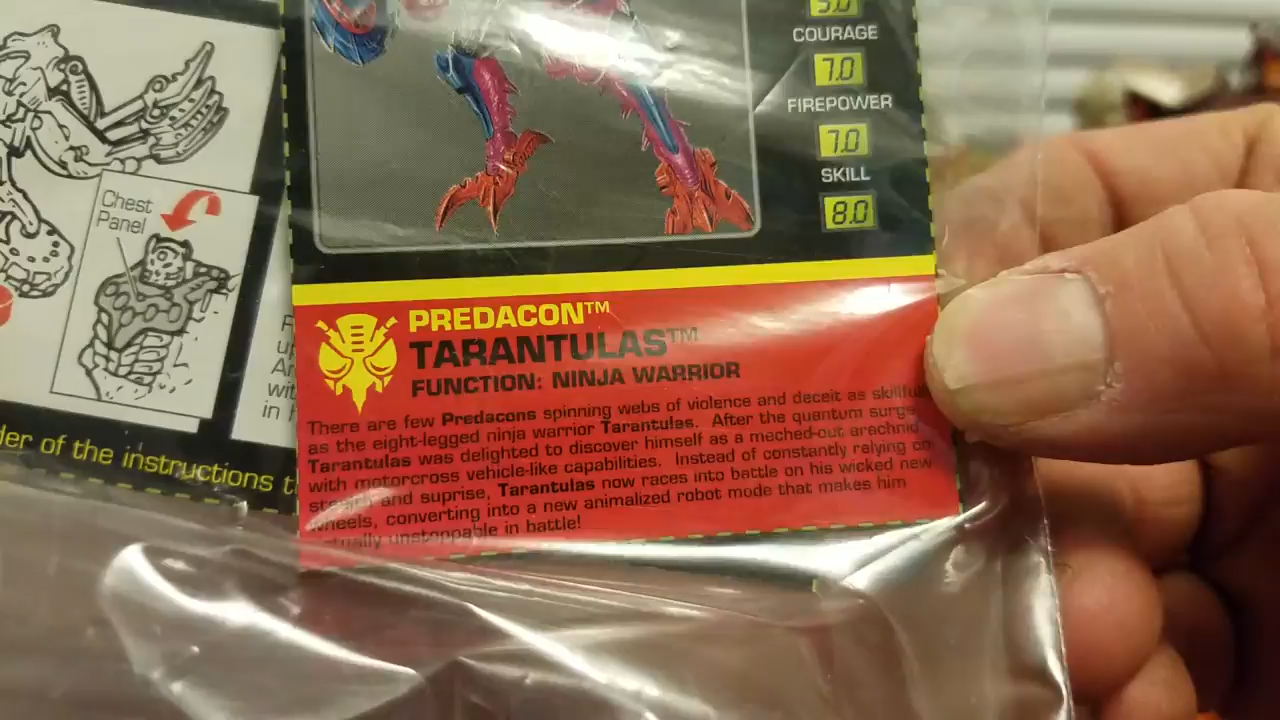 COURAGE
7.0
FIREPOWER
7.0
SKILL
8.0
Chest
Panel
der of the instructions
PREDACON™
TARANTULAS™
FUNCTION: NINJA WARRIOR
There are few Predacons spinning webs of violence and deceit as skillful
as the eight-legged ninja warrior Tarantulas. After the quantum surge
Tarantulas was delighted to discover himself as a meched-out arachnid
with motorcross vehicle-like capabilities. Instead of constantly relying on
stealth and suprise, Tarantulas now races into battle on his wicked new
wheels, converting into a new animalized robot mode that makes him
unstoppable in battle!